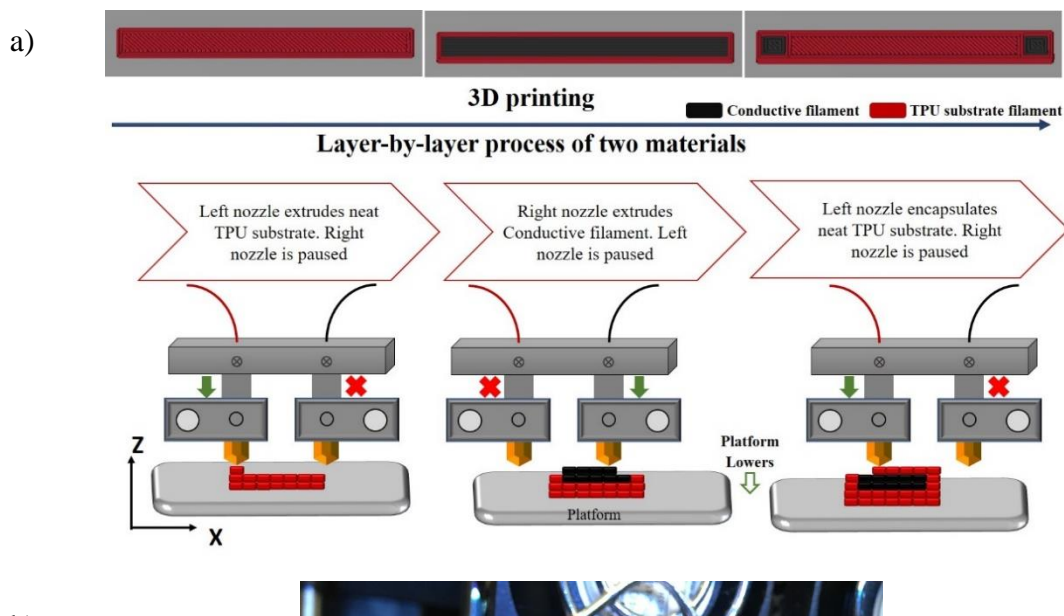 a)
3D printing
Conductive filament TPU substrate filament
Layer-by-layer process of two materials
Left nozzle extrudes neat
TPU substrate. Right
nozzle is paused
Right nozzle extrudes
Conductive filament. Left
nozzle is paused
Left nozzle encapsulates
neat TPU substrate. Right
nozzle is paused
Z
X
Platform
Platform
Lowers